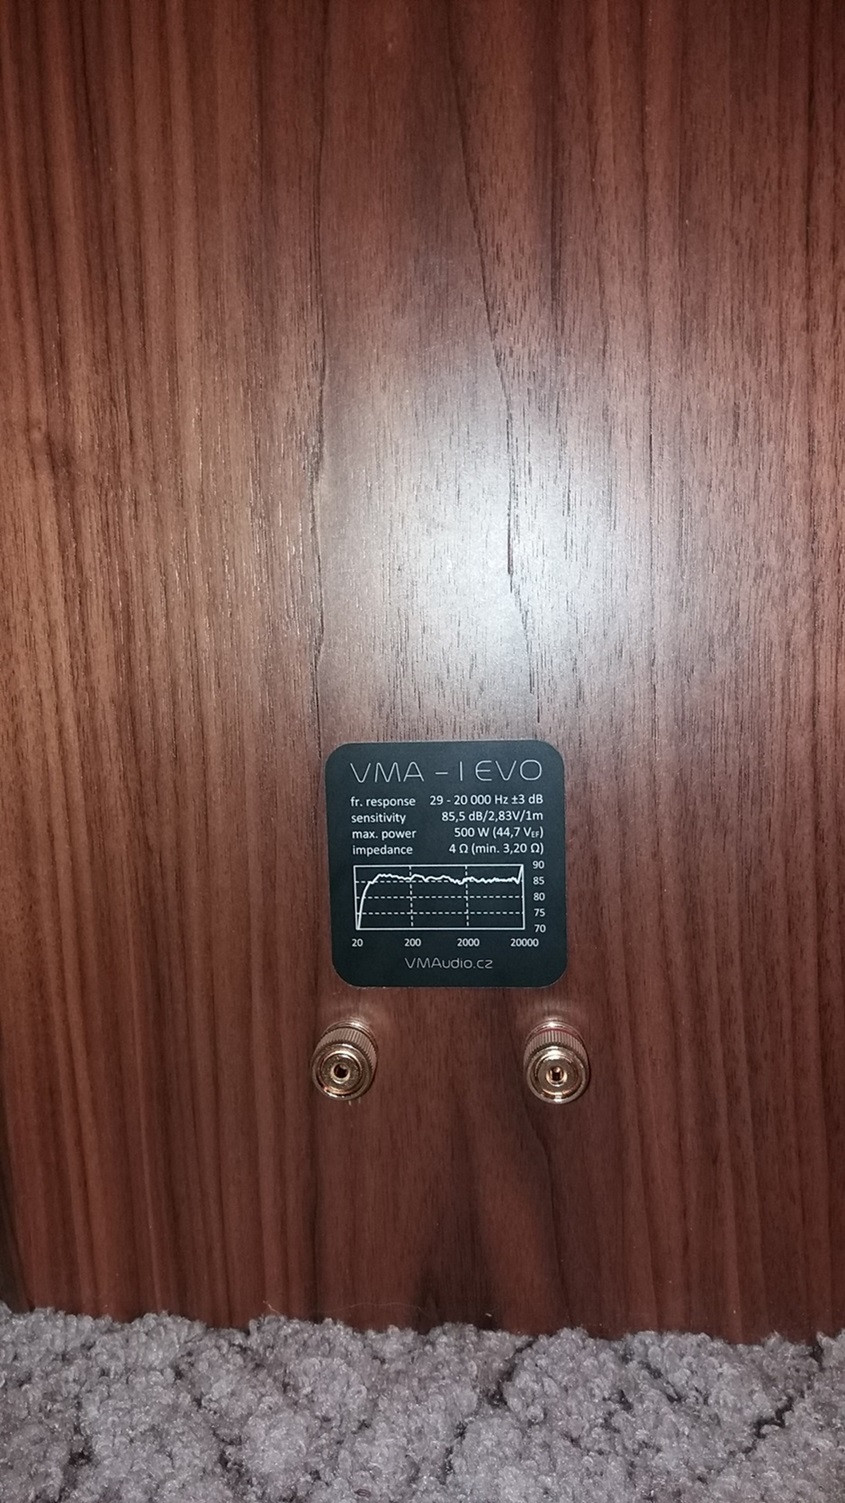 VMA - 1 EVO
fr. response 29 - 20 000 Hz ±3 dB
sensitivity 85,5 dB/2,83V/1m
max. power 500 W (44,7 VEF)
impedance 4 Ω (min. 3,20 Ω)
90
85
80
75
70
20 200 2000 20000
VMAudio.cz